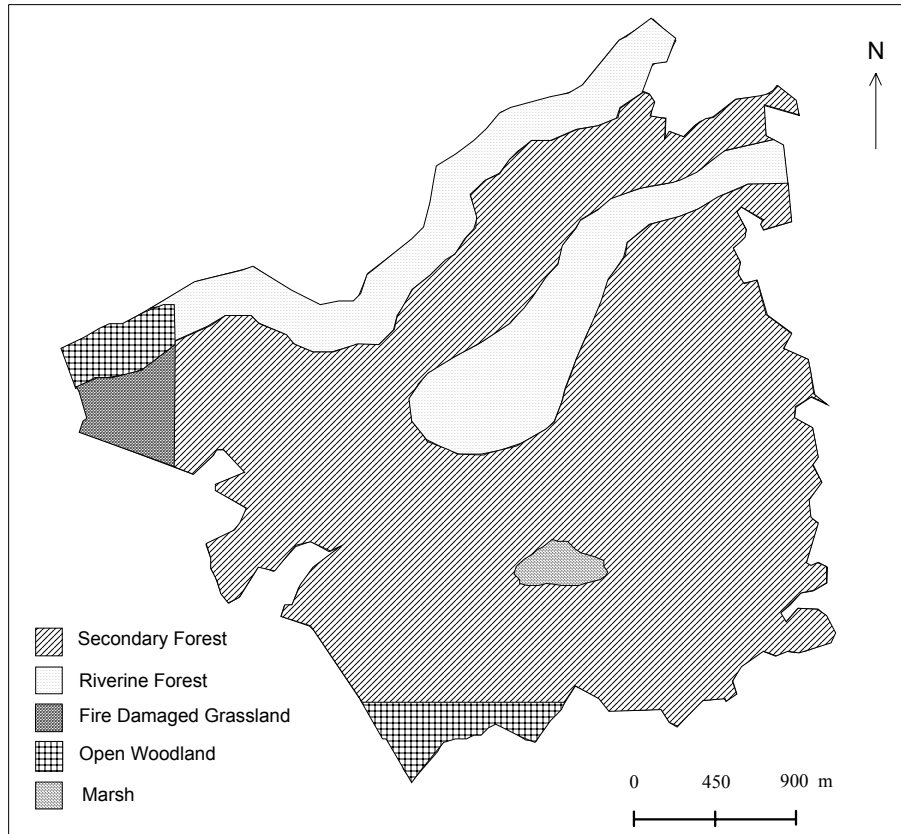 N
Secondary Forest
Riverine Forest
Fire Damaged Grassland
Open Woodland
Marsh
0 450 900 m